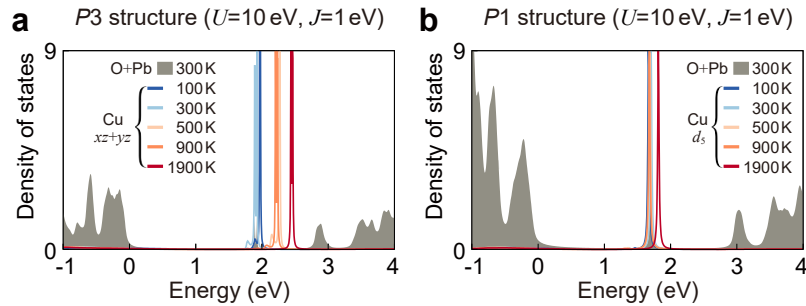 a P3 structure (U=10 eV, J=1 eV)
Density of states
9
0
O+Pb 300 K
Cu xz+yz
100 K
300 K
500 K
900 K
1900 K
-1 0 1 2 3 4
Energy (eV)
b P1 structure (U=10 eV, J=1 eV)
Density of states
9
0
O+Pb 300 K
Cu d5
100 K
300 K
500 K
900 K
1900 K
-1 0 1 2 3 4
Energy (eV)